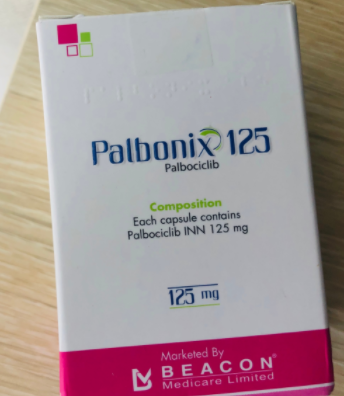 Palbonix 125
Palbociclib
Composition
Each capsule contains
Palbociclib INN 125 mg
125 mg
Marketed By
BEACON®
Medicare Limited